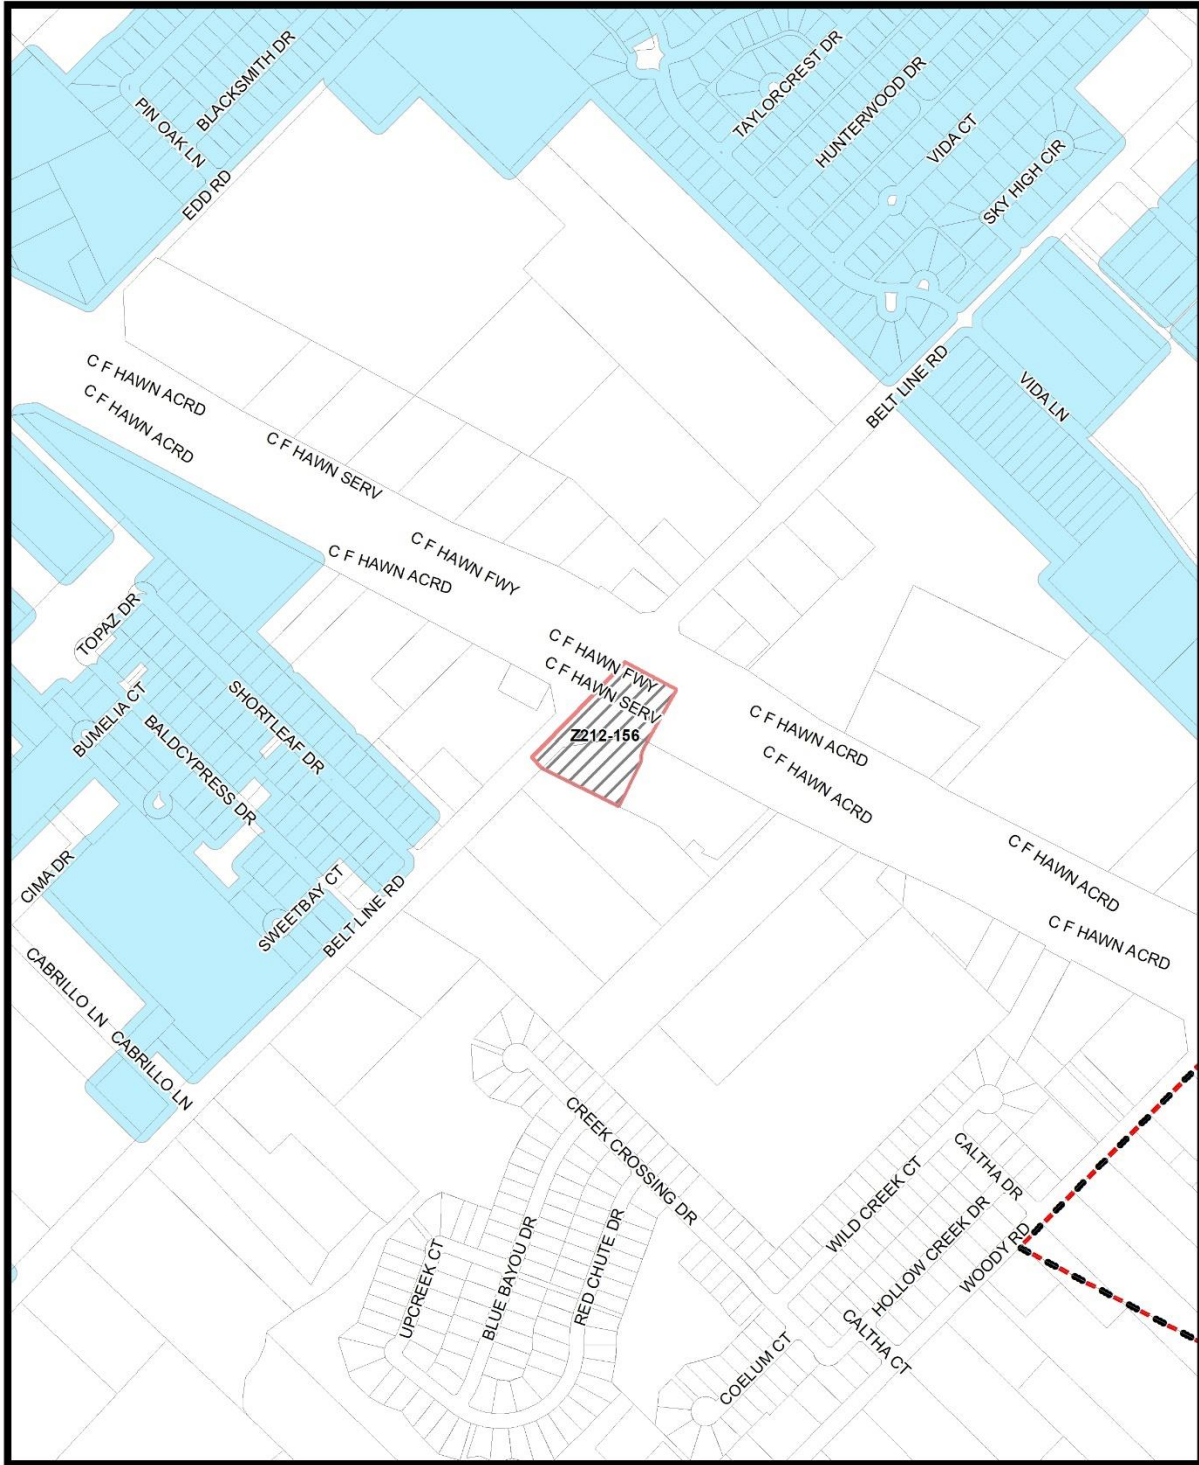 BLACKSMITH DR
PIN OAK LN
EDD RD
TAYLORCREST DR
HUNTERWOOD DR
VIDA CT
SKY HIGH CIR
BELT LINE RD
VIDA LN
C F HAWN ACRD
C F HAWN ACRD
C F HAWN SERV
C F HAWN FWY
C F HAWN ACRD
TOPAZ DR
BUMELIA CT
SHORTLEAF DR
BALDCYPRESS DR
C F HAWN FWY
C F HAWN SERV
Z212-156
C F HAWN ACRD
C F HAWN ACRD
CIMA DR
SWEETBAY CT
BELT LINE RD
C F HAWN ACRD
C F HAWN ACRD
CABRILLO LN
CABRILLO LN
CREEK CROSSING DR
CALTHA DR
WILD CREEK CT
HOLLOW CREEK DR
WOODY RD
UPCREEK CT
BLUE BAYOU DR
RED CHUTE DR
COELUM CT
CALTHA CT